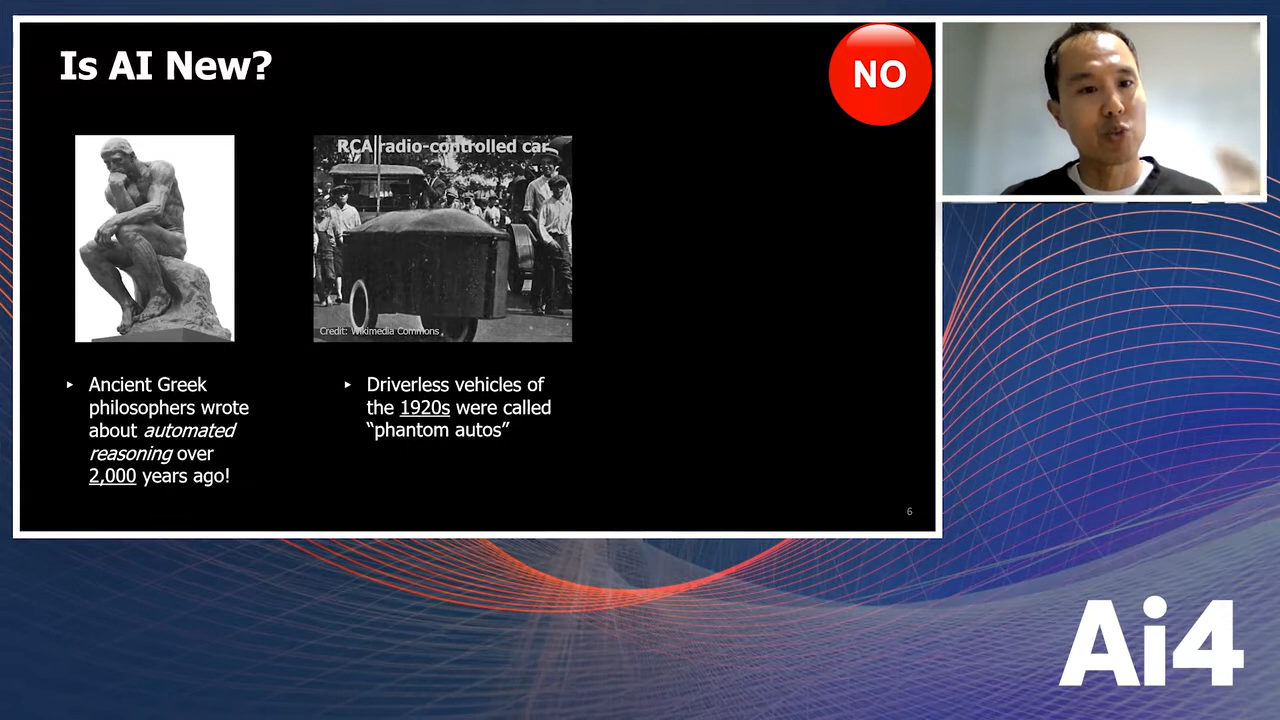 Is AI New?
NO
RCA radio-controlled car
Credit: Wikimedia Commons
‣ Ancient Greek
philosophers wrote
about automated
reasoning over
2,000 years ago!
‣ Driverless vehicles of
the 1920s were called
“phantom autos”
6
Ai4